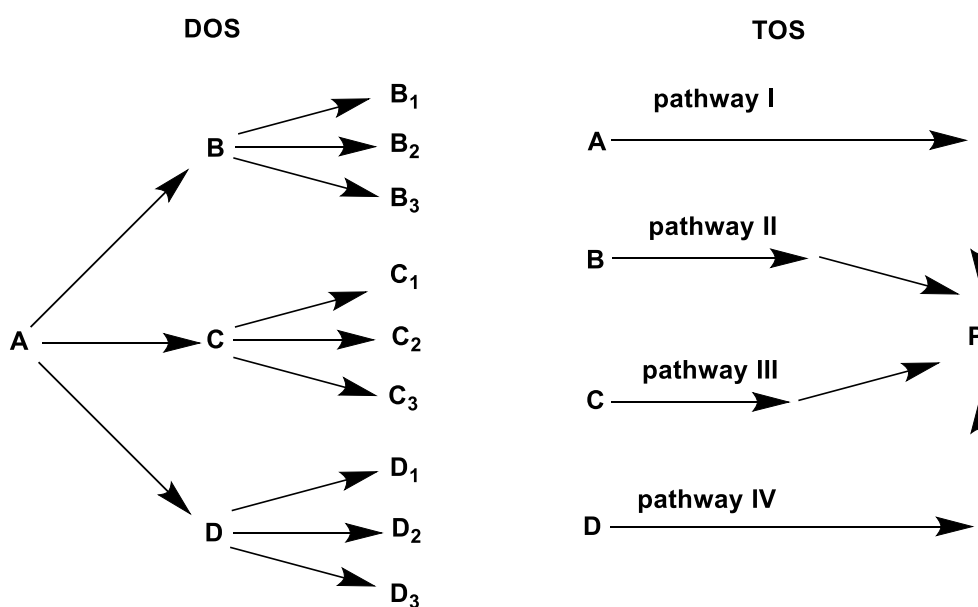 DOS
B1
B
B2
B3
C1
A
C
C2
C3
D1
D
D2
D3
TOS
pathway I
A
pathway II
B
pathway III
C
pathway IV
D